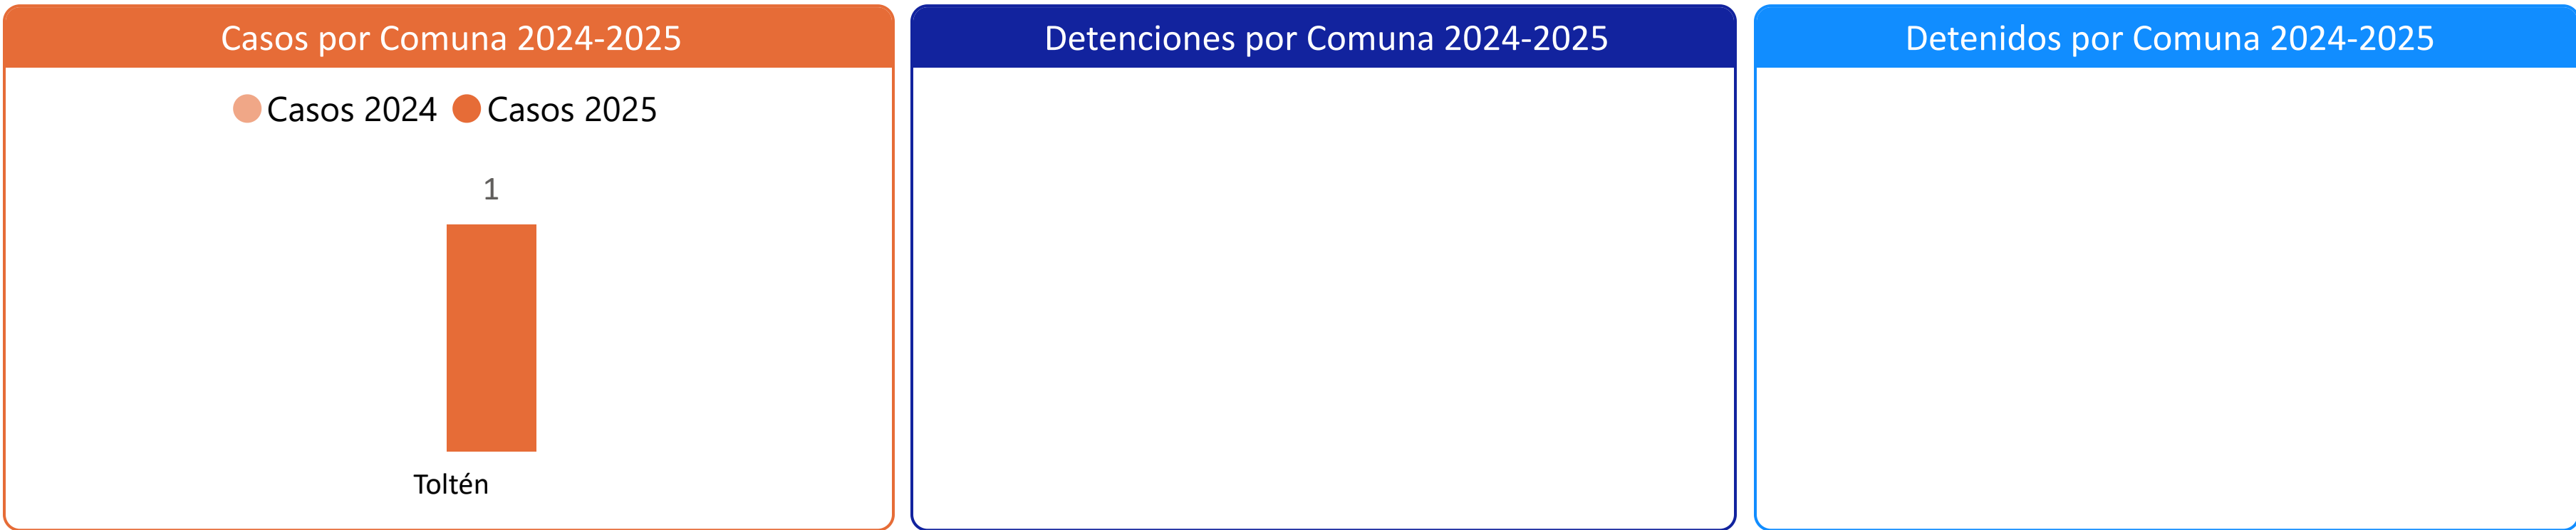 Casos por Comuna 2024-2025
Casos 2024 Casos 2025
1
Toltén
Detenciones por Comuna 2024-2025
Detenidos por Comuna 2024-2025